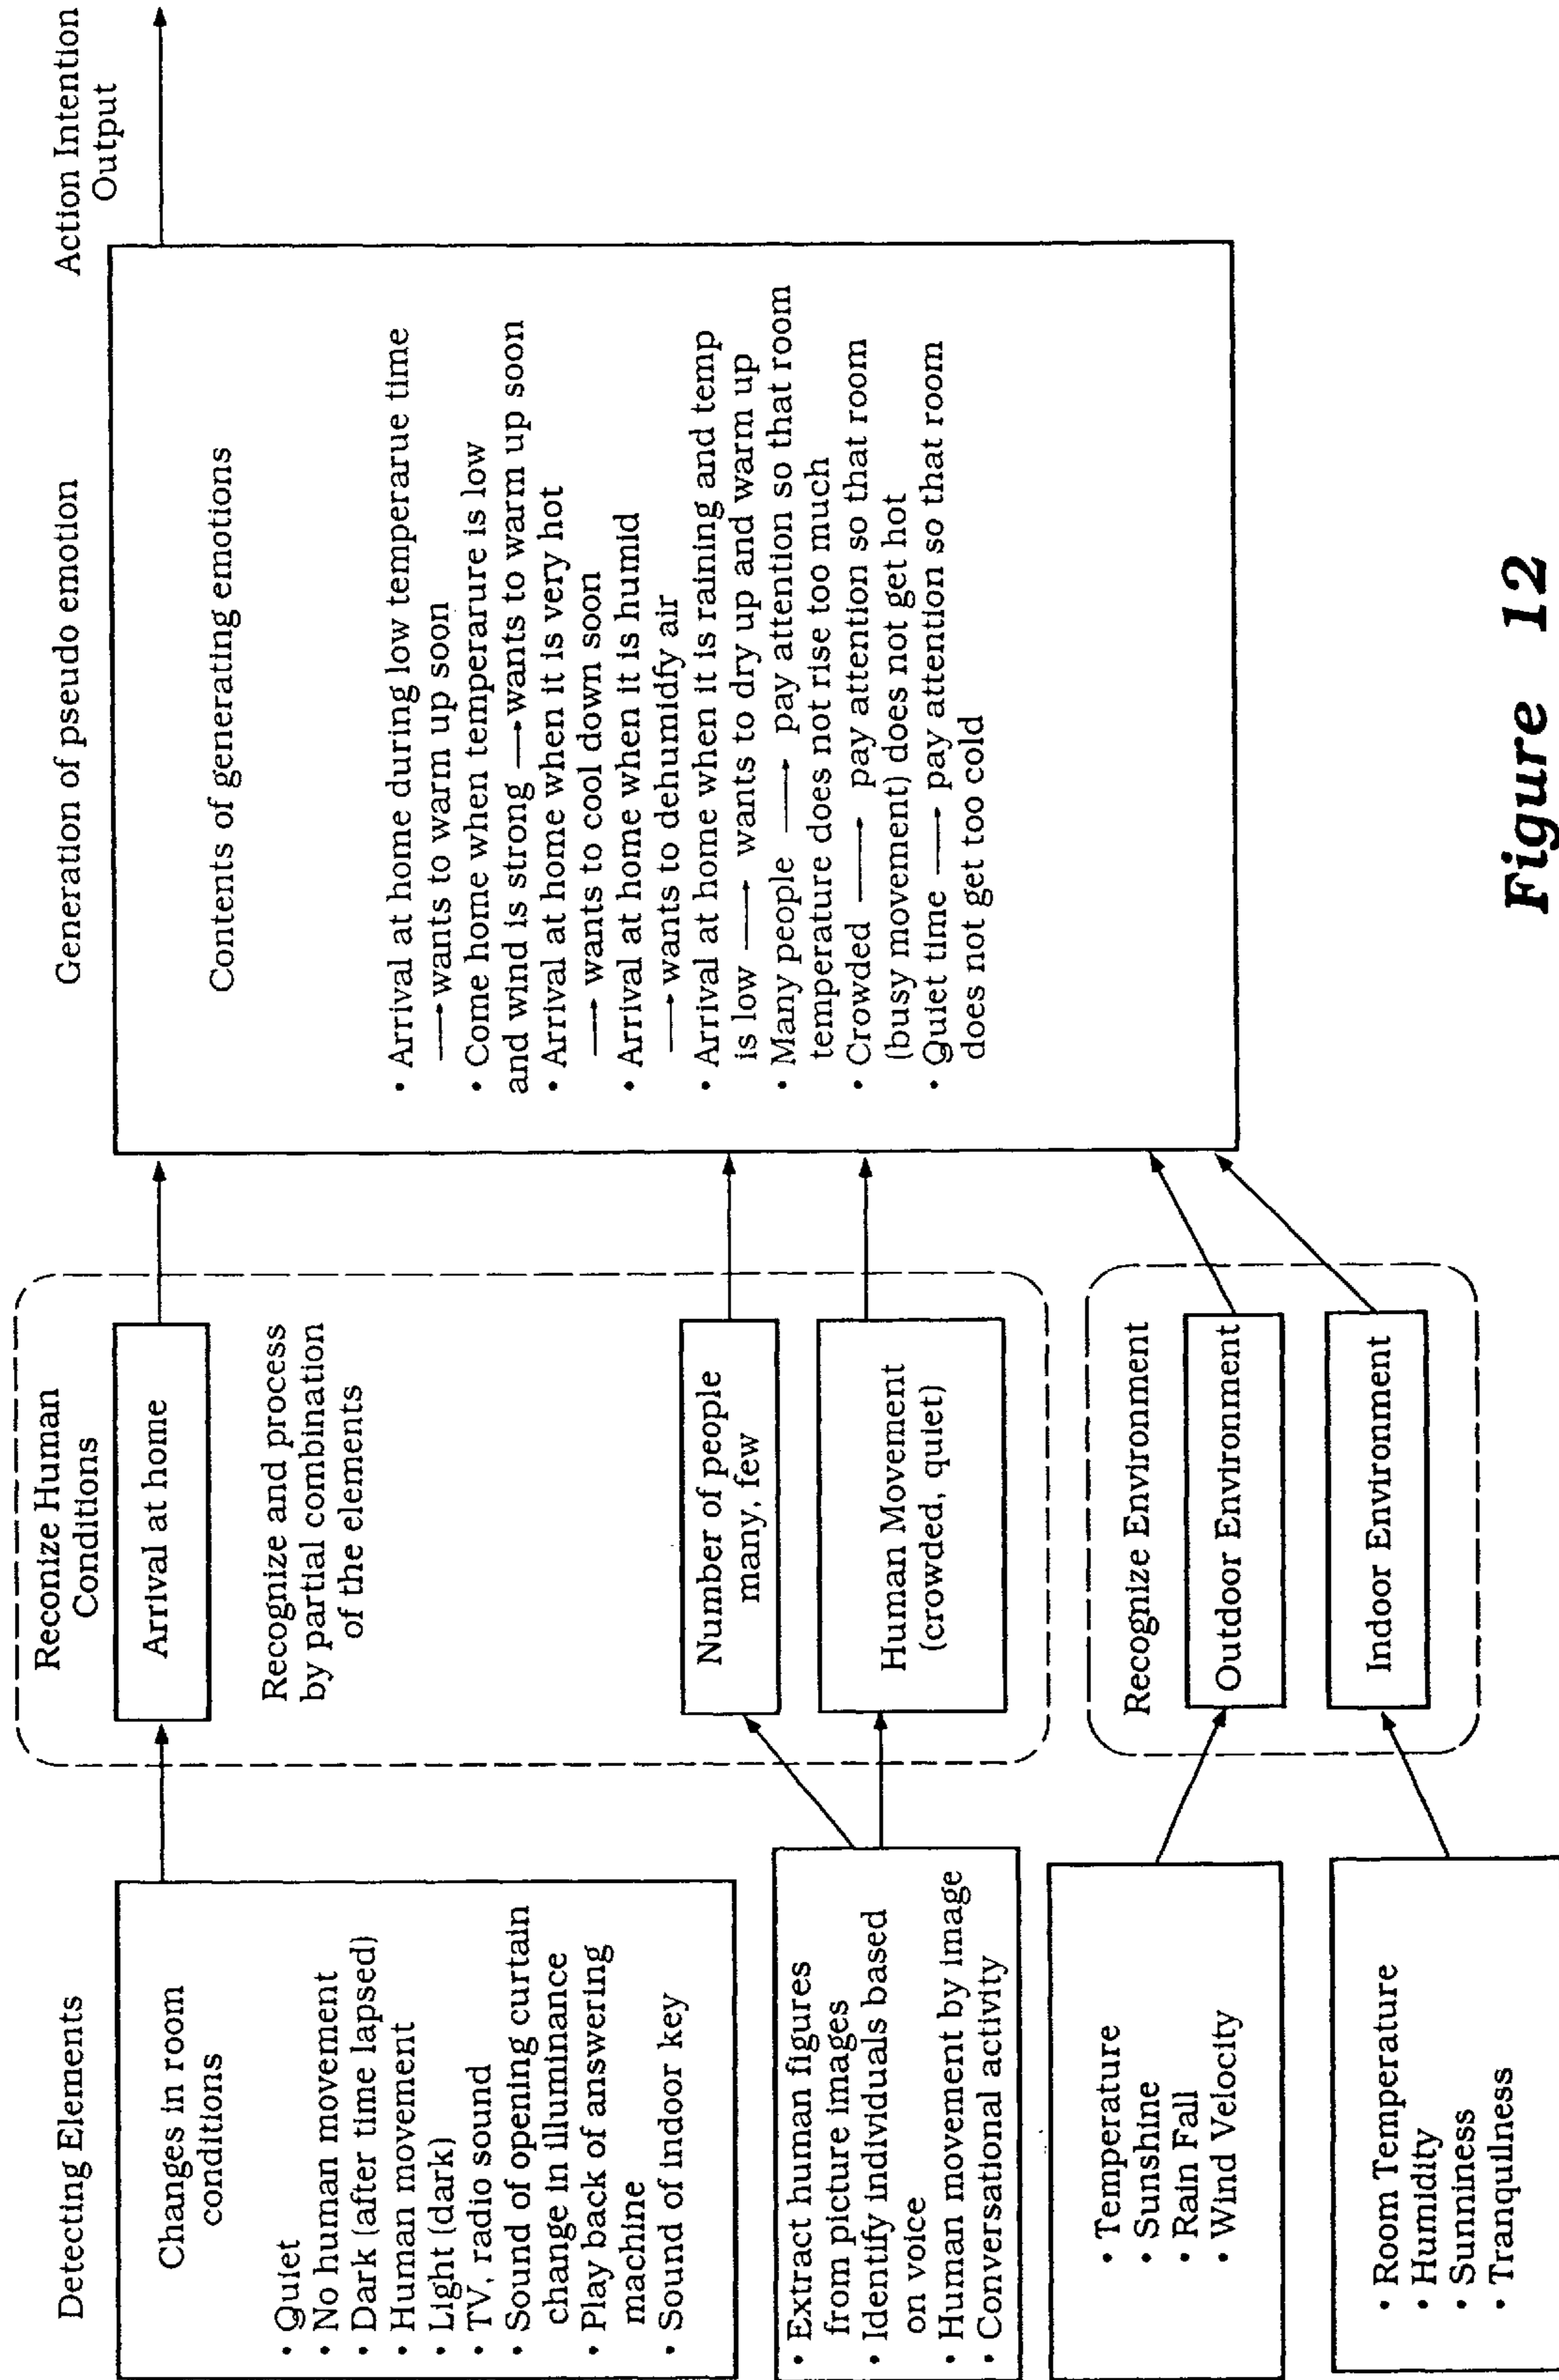 Detecting Elements
Changes in room
conditions
• Quiet
• No human movement
• Dark (after time lapsed)
• Human movement
• Light (dark)
• TV, radio sound
• Sound of opening curtain
change in illuminance
• Play back of answering
machine
• Sound of indoor key
• Extract human figures
from picture images
• Identify individuals based
on voice
• Human movement by image
• Conversational activity
• Temperature
• Sunshine
• Rain Fall
• Wind Velocity
• Room Temperature
• Humidity
• Sunniness
• Tranquilness
Reconize Human
Conditions
Arrival at home
Recognize and process
by partial combination
of the elements
Number of people
many, few
Human Movement
(crowded, quiet)
Recognize Environment
Outdoor Environment
Indoor Environment
Generation of pseudo emotion
Contents of generating emotions
• Arrival at home during low temperarue time
→ wants to warm up soon
• Come home when temperarure is low
and wind is strong → wants to warm up soon
• Arrival at home when it is very hot
→ wants to cool down soon
• Arrival at home when it is humid
→ wants to dehumidfy air
• Arrival at home when it is raining and temp
is low → wants to dry up and warm up
• Many people → pay attention so that room
temperature does not rise too much
• Crowded → pay attention so that room
(busy movement) does not get hot
• Quiet time → pay attention so that room
does not get too cold
Action Intention
Output
Figure 12